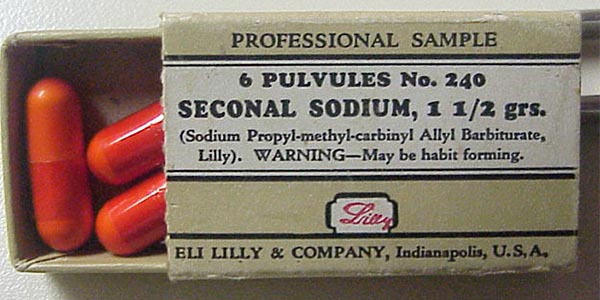 PROFESSIONAL SAMPLE
6 PULVULES No. 240
SECONAL SODIUM, 1 1/2 grs.
(Sodium Propyl-methyl-carbinyl Allyl Barbiturate,
Lilly). WARNING—May be habit forming.
Lilly
ELI LILLY & COMPANY, Indianapolis, U.S.A.